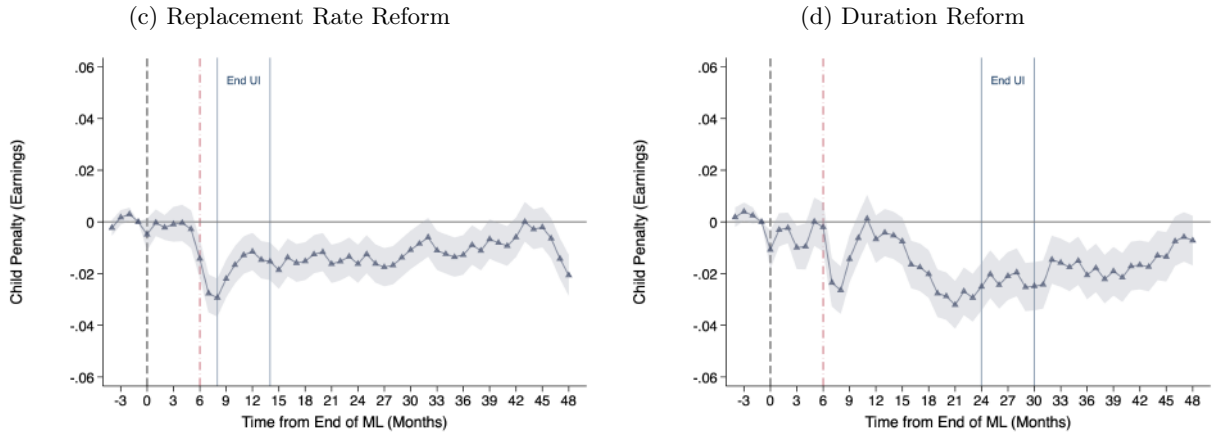 (c) Replacement Rate Reform
.06
.04
.02
0
-.02
-.04
-.06
Child Penalty (Earnings)
End UI
-3 0 3 6 9 12 15 18 21 24 27 30 33 36 39 42 45 48
Time from End of ML (Months)
(d) Duration Reform
.06
.04
.02
0
-.02
-.04
-.06
Child Penalty (Earnings)
End UI
-3 0 3 6 9 12 15 18 21 24 27 30 33 36 39 42 45 48
Time from End of ML (Months)